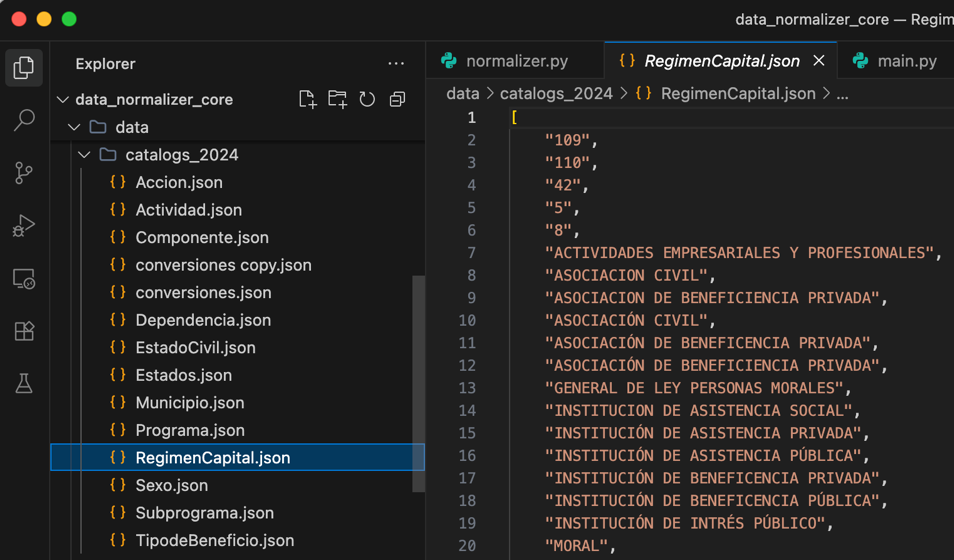 data_normalizer_core — Regim
Explorer
data_normalizer_core
data
catalogs_2024
Accion.json
Actividad.json
Componente.json
conversiones copy.json
conversiones.json
Dependencia.json
EstadoCivil.json
Estados.json
Municipio.json
Programa.json
RegimenCapital.json
Sexo.json
Subprograma.json
TipodeBeneficio.json
normalizer.py
{} RegimenCapital.json
main.py
data > catalogs_2024 > {} RegimenCapital.json > ...
1 [
2 "109",
3 "110",
4 "42",
5 "5",
6 "8",
7 "ACTIVIDADES EMPRESARIALES Y PROFESIONALES",
8 "ASOCIACION CIVIL",
9 "ASOCIACION DE BENEFICIENCIA PRIVADA",
10 "ASOCIACIÓN CIVIL",
11 "ASOCIACIÓN DE BENEFICENCIA PRIVADA",
12 "ASOCIACIÓN DE BENEFICIENCIA PRIVADA",
13 "GENERAL DE LEY PERSONAS MORALES",
14 "INSTITUCION DE ASISTENCIA SOCIAL",
15 "INSTITUCIÓN DE ASISTENCIA PRIVADA",
16 "INSTITUCIÓN DE ASISTENCIA PÚBLICA",
17 "INSTITUCIÓN DE BENEFICENCIA PRIVADA",
18 "INSTITUCIÓN DE BENEFICENCIA PÚBLICA",
19 "INSTITUCIÓN DE INTRÉS PÚBLICO",
20 "MORAL",